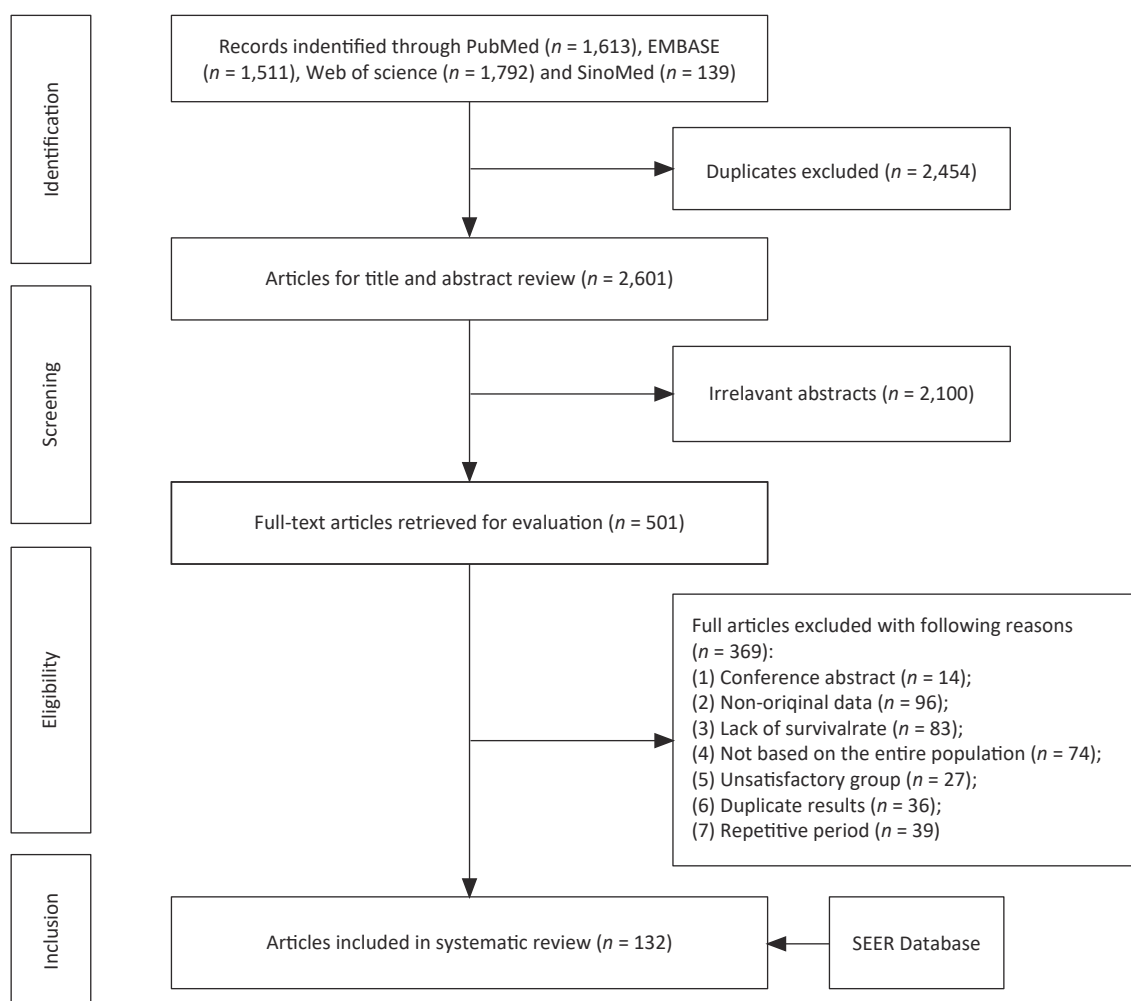 Identification
Records indentified through PubMed (n = 1,613), EMBASE
(n = 1,511), Web of science (n = 1,792) and SinoMed (n = 139)
Duplicates excluded (n = 2,454)
Articles for title and abstract review (n = 2,601)
Screening
Irrelavant abstracts (n = 2,100)
Full-text articles retrieved for evaluation (n = 501)
Eligibility
Full articles excluded with following reasons
(n = 369):
(1) Conference abstract (n = 14);
(2) Non-oriqinal data (n = 96);
(3) Lack of survivalrate (n = 83);
(4) Not based on the entire population (n = 74);
(5) Unsatisfactory group (n = 27);
(6) Duplicate results (n = 36);
(7) Repetitive period (n = 39)
Inclusion
Articles included in systematic review (n = 132)
SEER Database